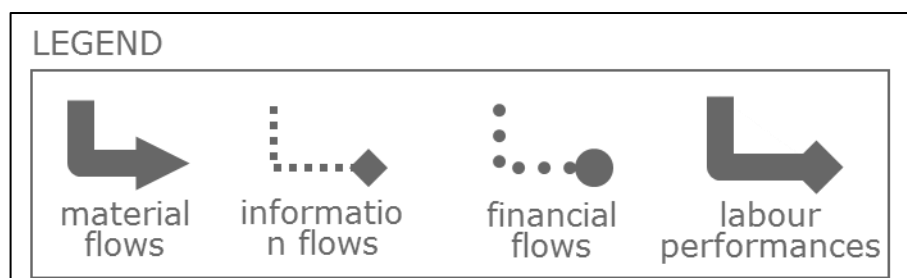 LEGEND
material
flows
informatio
n flows
financial
flows
labour
performances